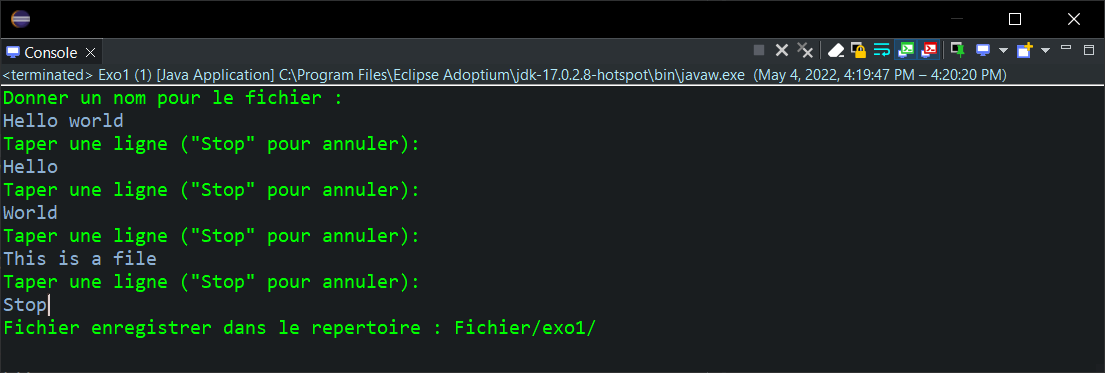 Console
<terminated> Exo1 (1) [Java Application] C:\Program Files\Eclipse Adoptium\jdk-17.0.2.8-hotspot\bin\javaw.exe (May 4, 2022, 4:19:47 PM – 4:20:20 PM)
Donner un nom pour le fichier :
Hello world
Taper une ligne ("Stop" pour annuler):
Hello
Taper une ligne ("Stop" pour annuler):
World
Taper une ligne ("Stop" pour annuler):
This is a file
Taper une ligne ("Stop" pour annuler):
Stop
Fichier enregistrer dans le repertoire : Fichier/exo1/